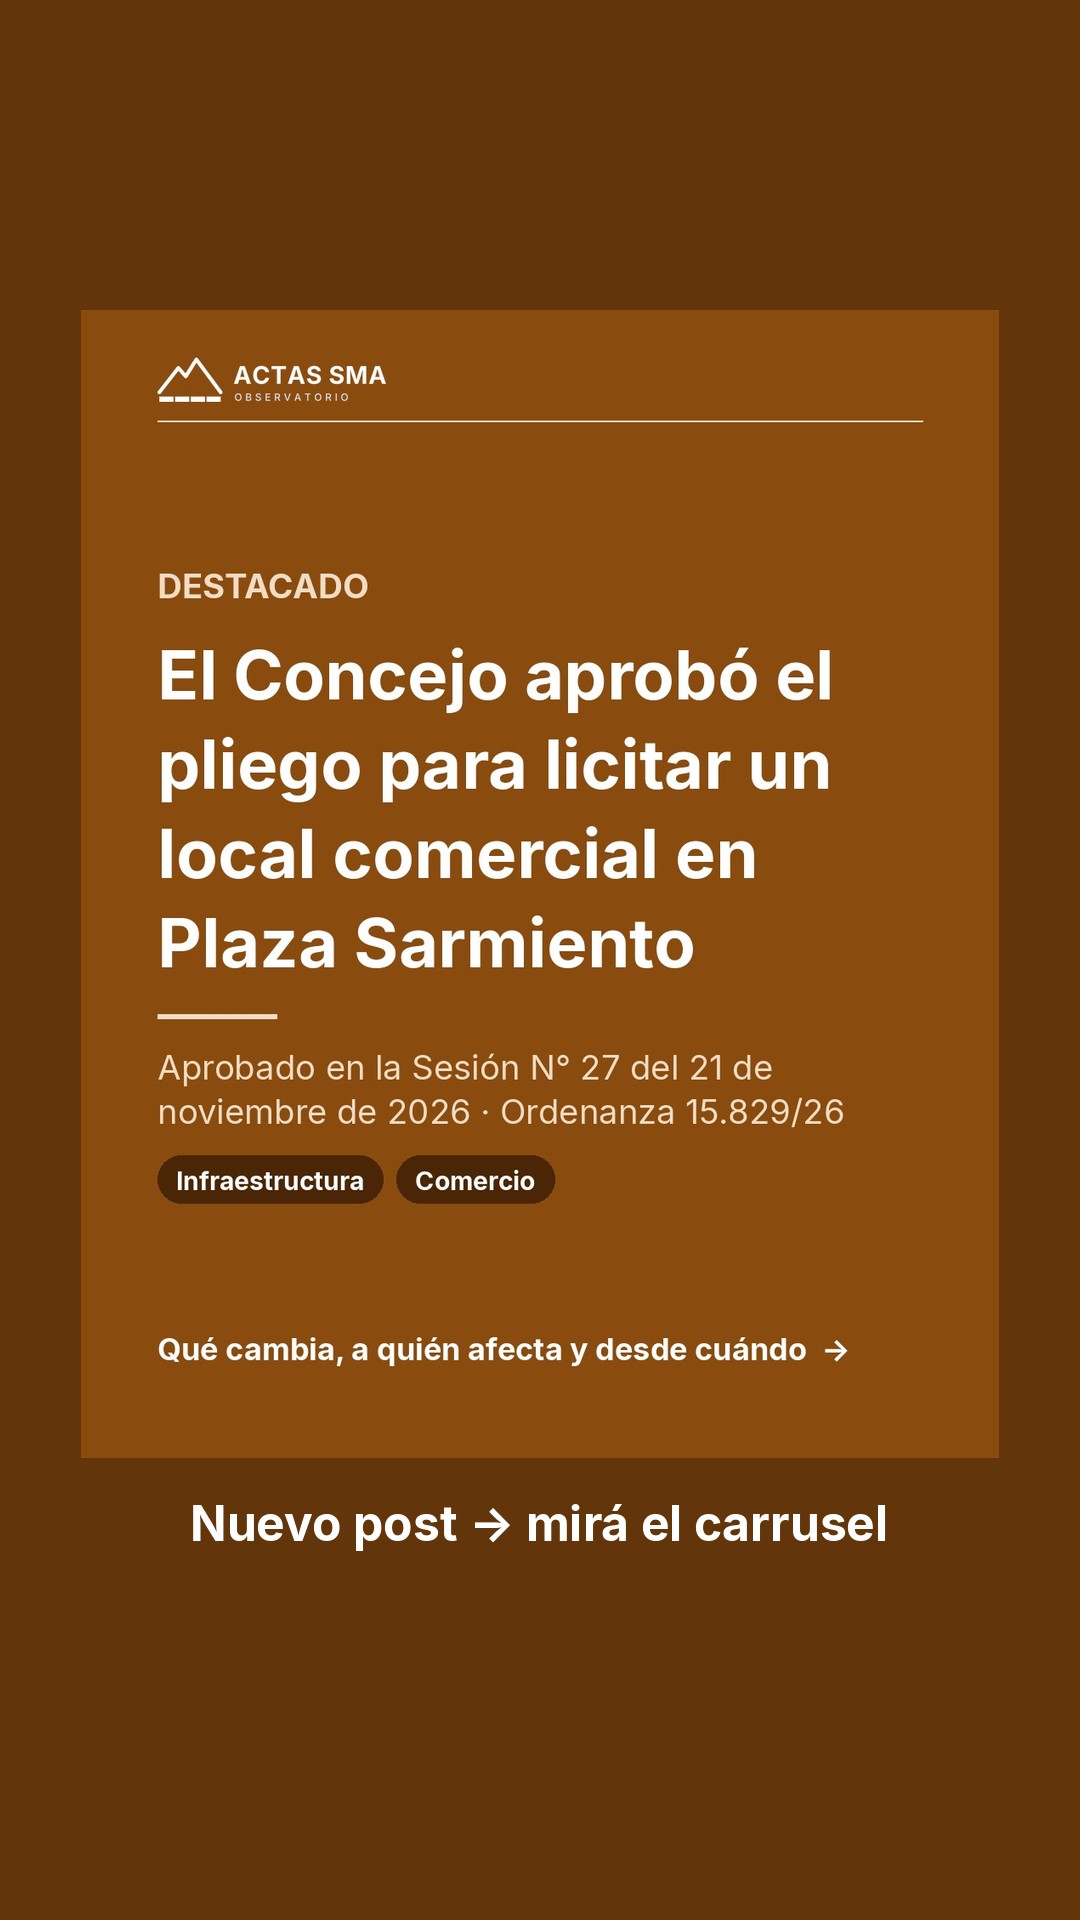 ACTAS SMA
OBSERVATORIO
DESTACADO
El Concejo aprobó el
pliego para licitar un
local comercial en
Plaza Sarmiento
Aprobado en la Sesión N° 27 del 21 de
noviembre de 2026 · Ordenanza 15.829/26
Infraestructura Comercio
Qué cambia, a quién afecta y desde cuándo →
Nuevo post → mirá el carrusel